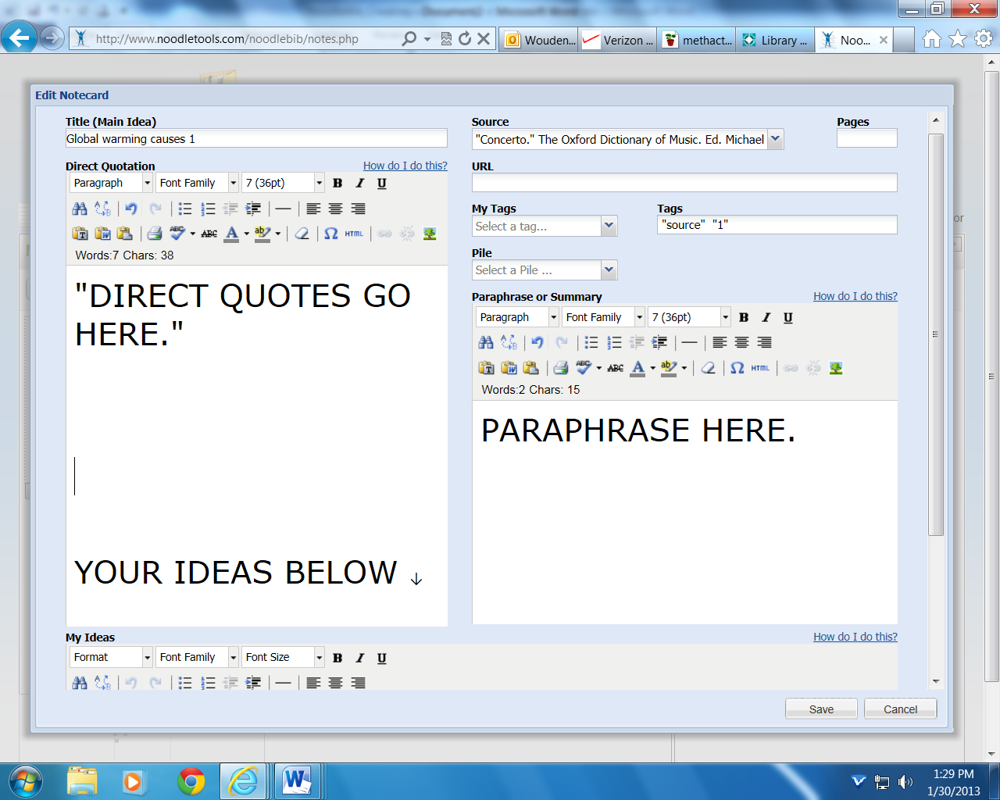 http://www.noodletools.com/noodlebib/notes.php
Wouden...
Verizon ...
methact...
Library ...
Noo...
Edit Notecard
Title (Main Idea)
Global warming causes 1
Source
"Concerto." The Oxford Dictionary of Music. Ed. Michael
Pages
Direct Quotation
How do I do this?
Paragraph
Font Family
7 (36pt)
B I U
ABC
HTML
Words:7 Chars: 38
"DIRECT QUOTES GO
HERE."
YOUR IDEAS BELOW ↓
URL
My Tags
Select a tag...
Tags
"source" "1"
Pile
Select a Pile ...
Paraphrase or Summary
How do I do this?
Paragraph
Font Family
7 (36pt)
B I U
ABC
HTML
Words:2 Chars: 15
PARAPHRASE HERE.
My Ideas
How do I do this?
Format
Font Family
Font Size
B I U
Save
Cancel
1:29 PM
1/30/2013